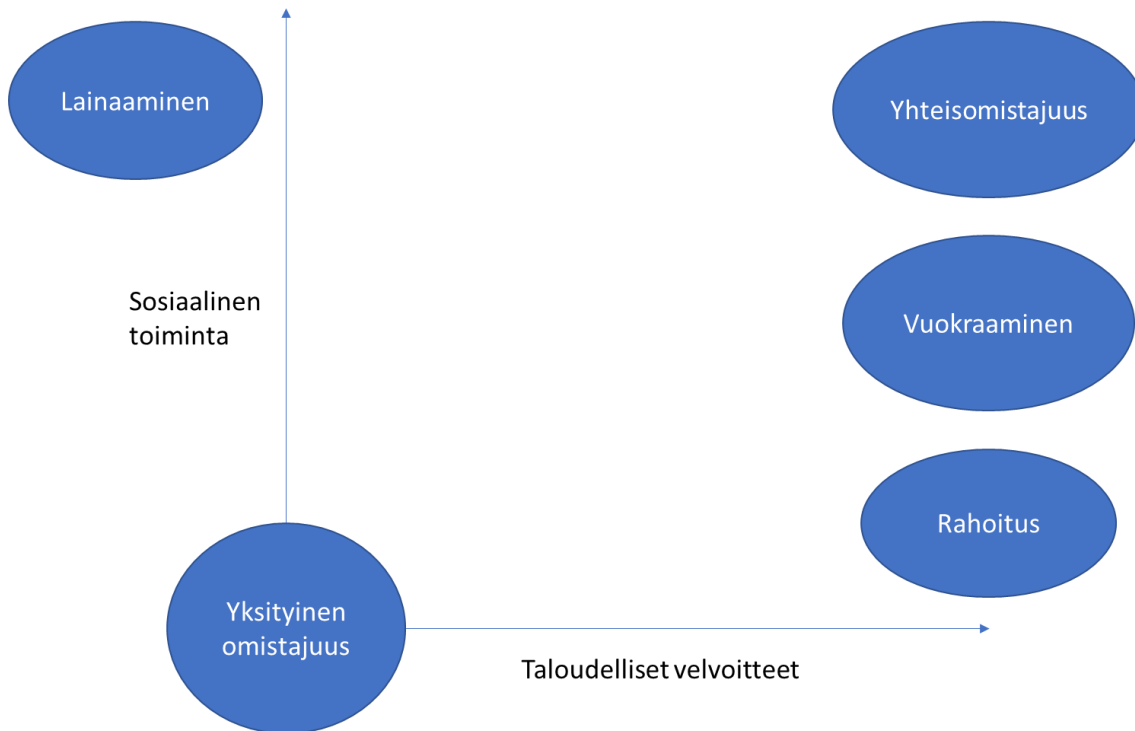 Lainaaminen
Yhteisomistajuus
Sosiaalinen
toiminta
Vuokraaminen
Rahoitus
Yksityinen
omistajuus
Taloudelliset velvoitteet